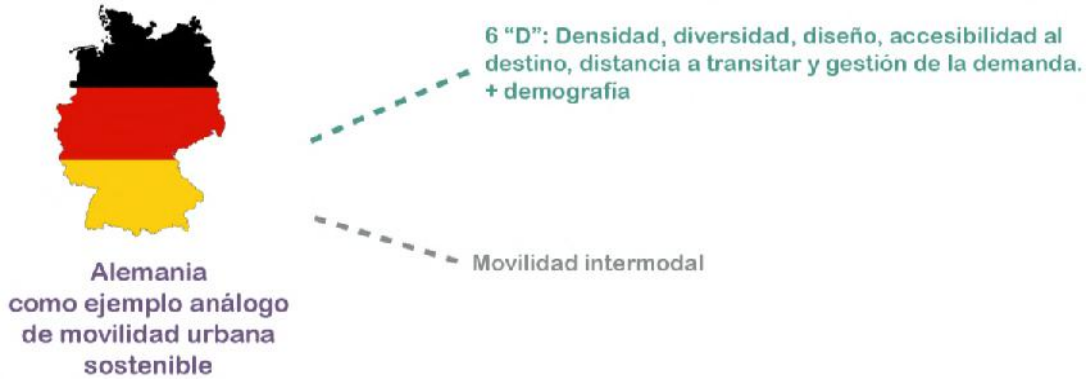 6 “D”: Densidad, diversidad, diseño, accesibilidad al
destino, distancia a transitar y gestión de la demanda.
+ demografía
Movilidad intermodal
Alemania
como ejemplo análogo
de movilidad urbana
sostenible